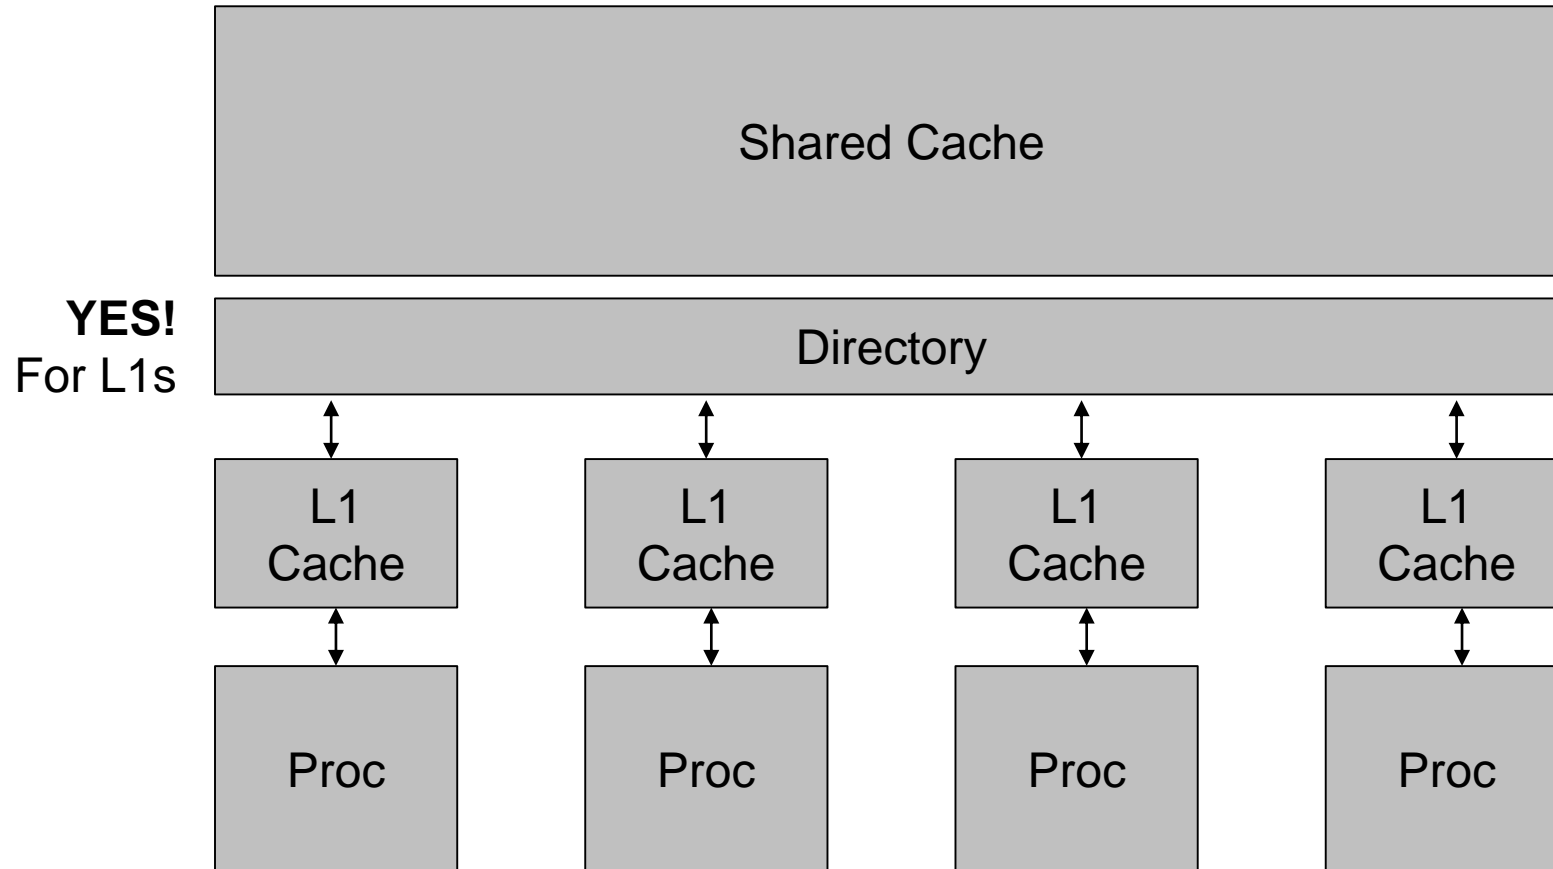 Shared Cache
YES!
For L1s
Directory
L1
Cache
L1
Cache
L1
Cache
L1
Cache
Proc
Proc
Proc
Proc